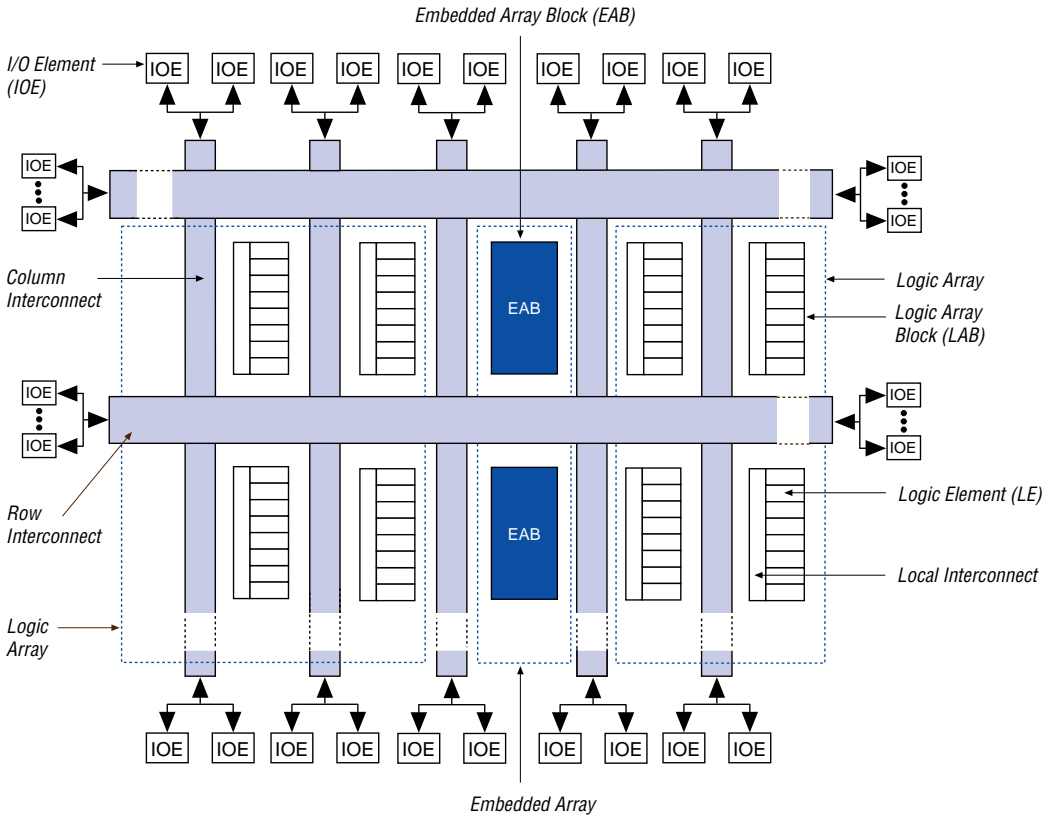 Embedded Array Block (EAB)
I/O Element
(IOE)
IOE IOE IOE IOE IOE IOE IOE IOE IOE IOE
IOE
IOE
IOE
IOE
Column
Interconnect
EAB
Logic Array
Logic Array
Block (LAB)
IOE
IOE
IOE
IOE
Row
Interconnect
EAB
Logic Element (LE)
Local Interconnect
Logic
Array
IOE IOE IOE IOE IOE IOE IOE IOE IOE IOE
Embedded Array